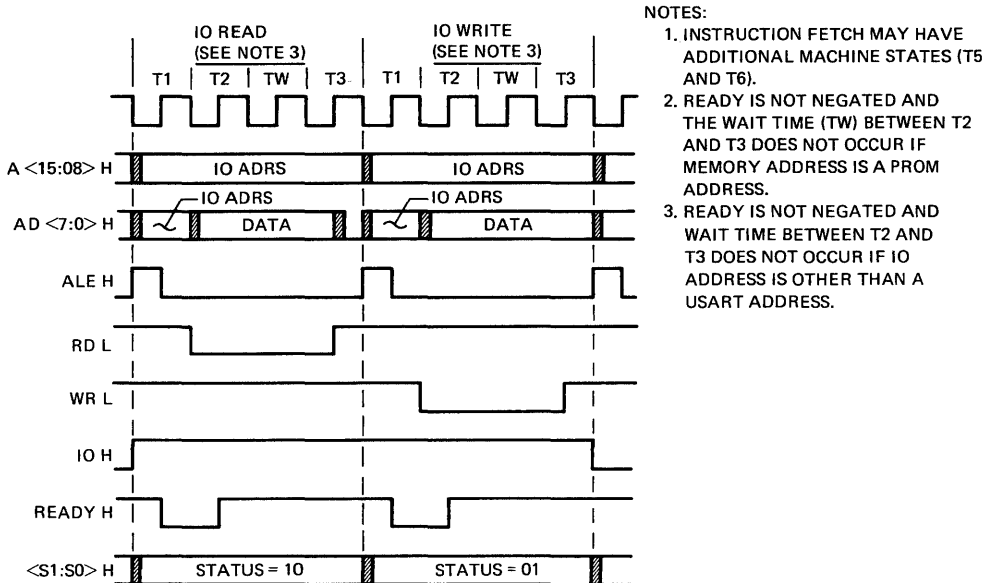 IO READ
(SEE NOTE 3)
IO WRITE
(SEE NOTE 3)
T1 T2 TW T3 T1 T2 TW T3
A <15:08> H
IO ADRS
IO ADRS
IO ADRS
IO ADRS
AD <7:0> H
DATA
DATA
ALE H
RD L
WR L
IO H
READY H
<S1:S0> H
STATUS = 10
STATUS = 01
NOTES:
1. INSTRUCTION FETCH MAY HAVE
ADDITIONAL MACHINE STATES (T5
AND T6).
2. READY IS NOT NEGATED AND
THE WAIT TIME (TW) BETWEEN T2
AND T3 DOES NOT OCCUR IF
MEMORY ADDRESS IS A PROM
ADDRESS.
3. READY IS NOT NEGATED AND
WAIT TIME BETWEEN T2 AND
T3 DOES NOT OCCUR IF IO
ADDRESS IS OTHER THAN A
USART ADDRESS.